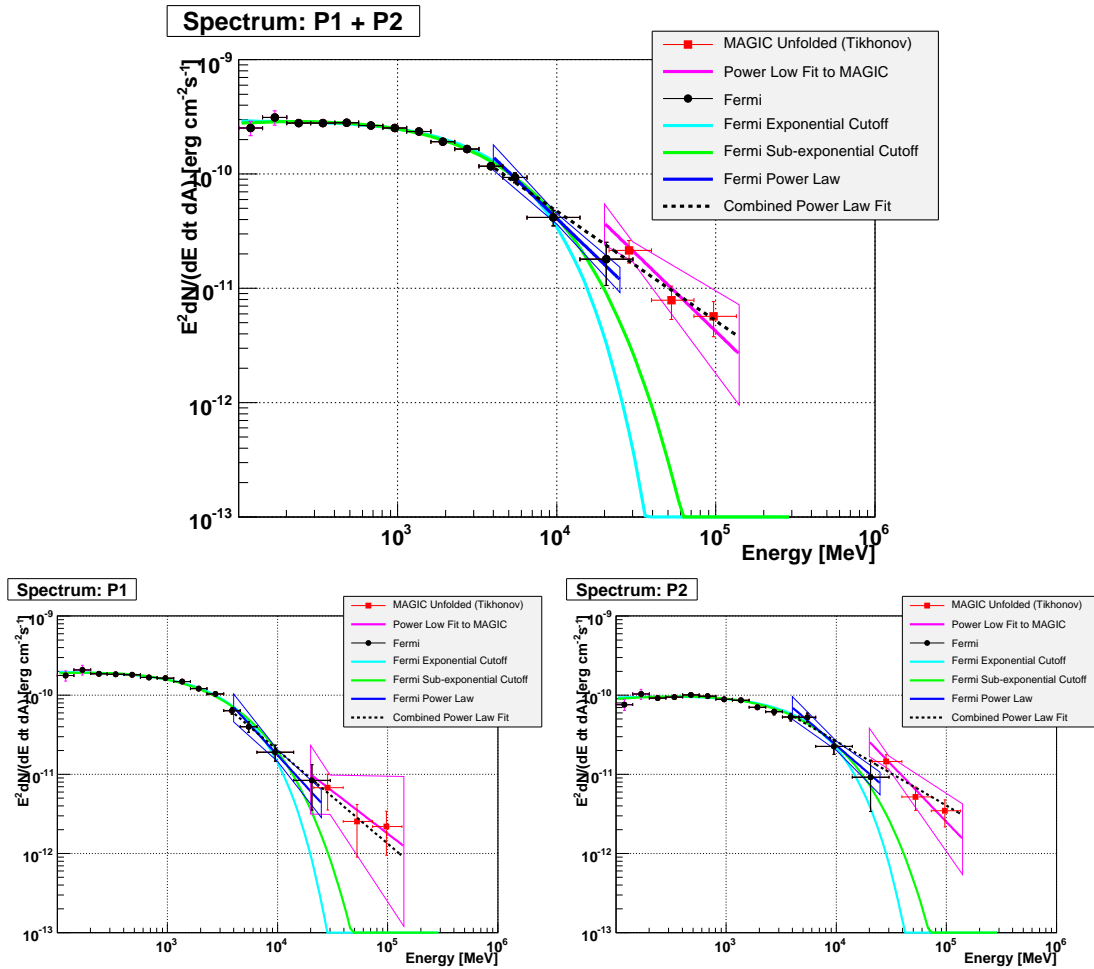 Spectrum: P1 + P2
MAGIC Unfolded (Tikhonov)
Power Low Fit to MAGIC
Fermi
Fermi Exponential Cutoff
Fermi Sub-exponential Cutoff
Fermi Power Law
Combined Power Law Fit
E²dN/(dE dt dA) [erg cm⁻²s⁻¹]
10⁻⁹
10⁻¹⁰
10⁻¹¹
10⁻¹²
10⁻¹³
10³ 10⁴ 10⁵ 10⁶
Energy [MeV]
Spectrum: P1
MAGIC Unfolded (Tikhonov)
Power Low Fit to MAGIC
Fermi
Fermi Exponential Cutoff
Fermi Sub-exponential Cutoff
Fermi Power Law
Combined Power Law Fit
E²dN/(dE dt dA) [erg cm⁻²s⁻¹]
10⁻⁹
10⁻¹⁰
10⁻¹¹
10⁻¹²
10⁻¹³
10³ 10⁴ 10⁵ 10⁶
Energy [MeV]
Spectrum: P2
MAGIC Unfolded (Tikhonov)
Power Low Fit to MAGIC
Fermi
Fermi Exponential Cutoff
Fermi Sub-exponential Cutoff
Fermi Power Law
Combined Power Law Fit
E²dN/(dE dt dA) [erg cm⁻²s⁻¹]
10⁻⁹
10⁻¹⁰
10⁻¹¹
10⁻¹²
10⁻¹³
10³ 10⁴ 10⁵ 10⁶
Energy [MeV]